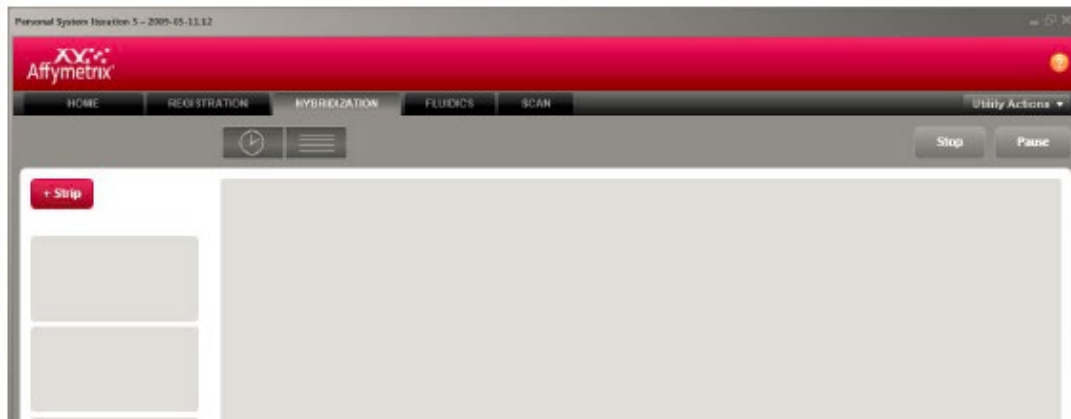 Personal System Iteration 5 - 2009-05-11.12
Affymetrix
?
HOME REGISTRATION HYBRIDIZATION FLUIDICS SCAN Utility Actions
Stop Pause
+ Strip